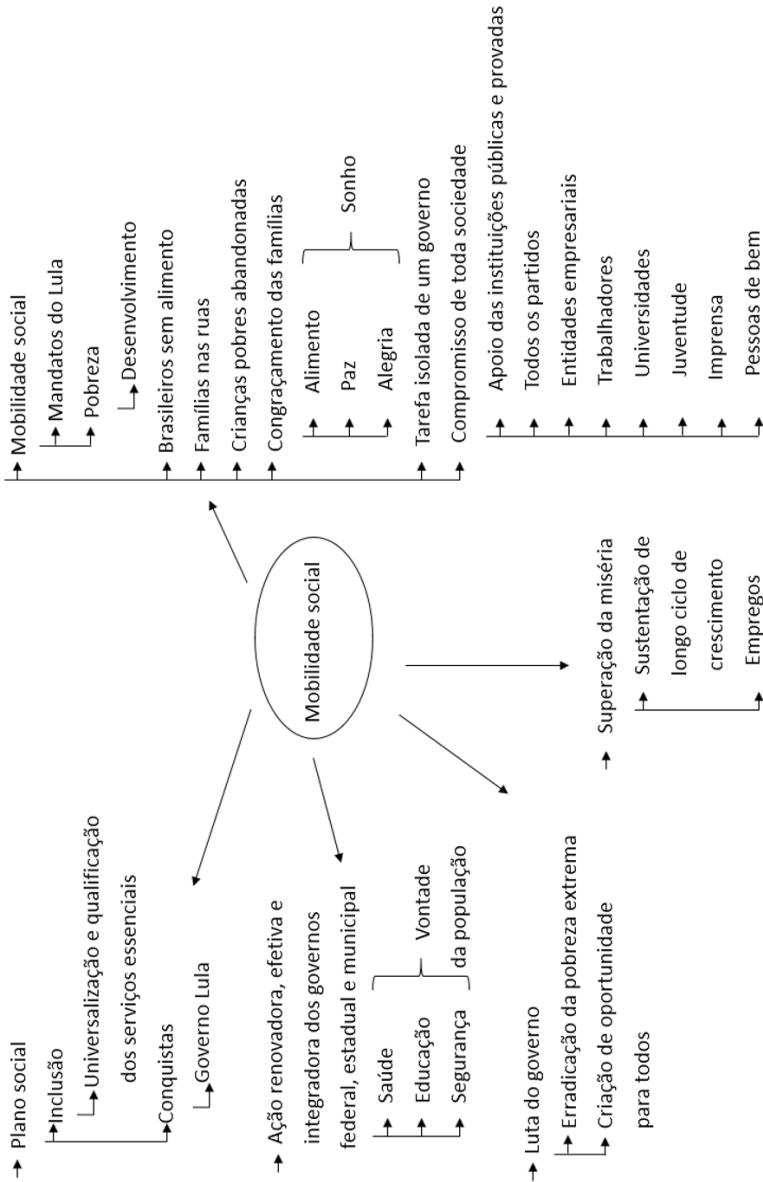 → Plano social
Inclusão
Universalização e qualificação
dos serviços essenciais
Conquistas
Governo Lula
Ação renovadora, efetiva e
integradora dos governos
federal, estadual e municipal
Saúde
Educação
Segurança
Vontade
da população
Luta do governo
Erradicação da pobreza extrema
Criação de oportunidade
para todos
Mobilidade social
Superação da miséria
Sustentação de
longo ciclo de
crescimento
Empregos
Mobilidade social
Mandatos do Lula
Pobreza
Desenvolvimento
Brasileiros sem alimento
Famílias nas ruas
Crianças pobres abandonadas
Congraçamento das famílias
Alimento
Paz
Alegria
Sonho
Tarefa isolada de um governo
Compromisso de toda sociedade
Apoio das instituições públicas e provadas
Todos os partidos
Entidades empresariais
Trabalhadores
Universidades
Juventude
Imprensa
Pessoas de bem